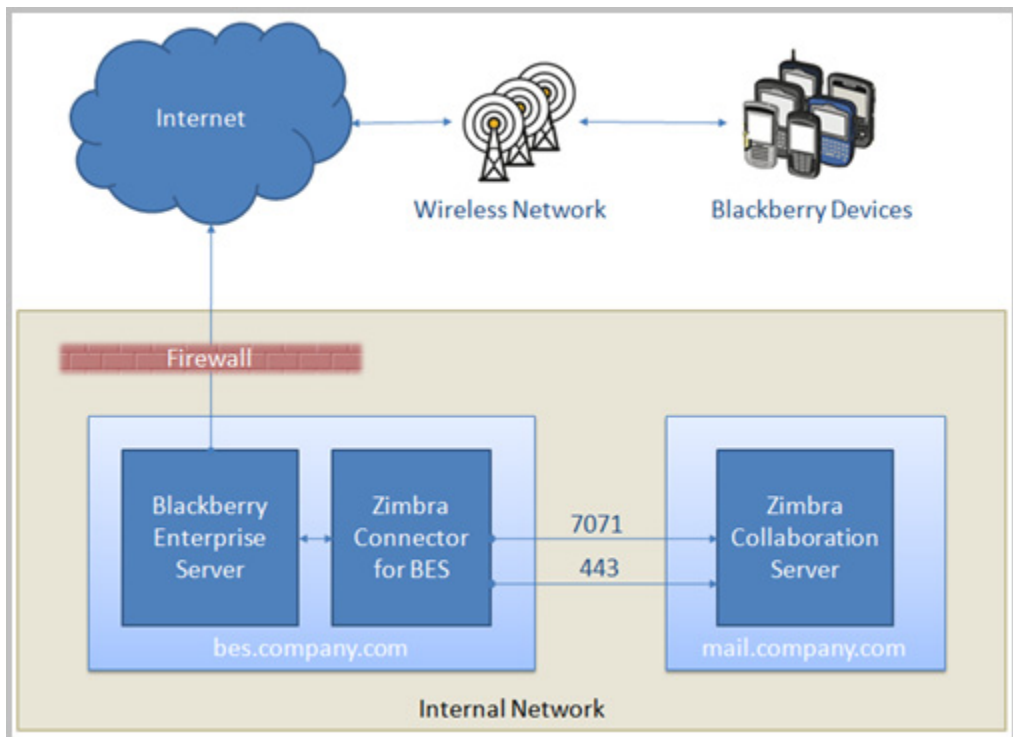 Internet
Wireless Network
Blackberry Devices
Firewall
Blackberry
Enterprise
Server
Zimbra
Connector
for BES
7071
443
Zimbra
Collaboration
Server
bes.company.com
mail.company.com
Internal Network